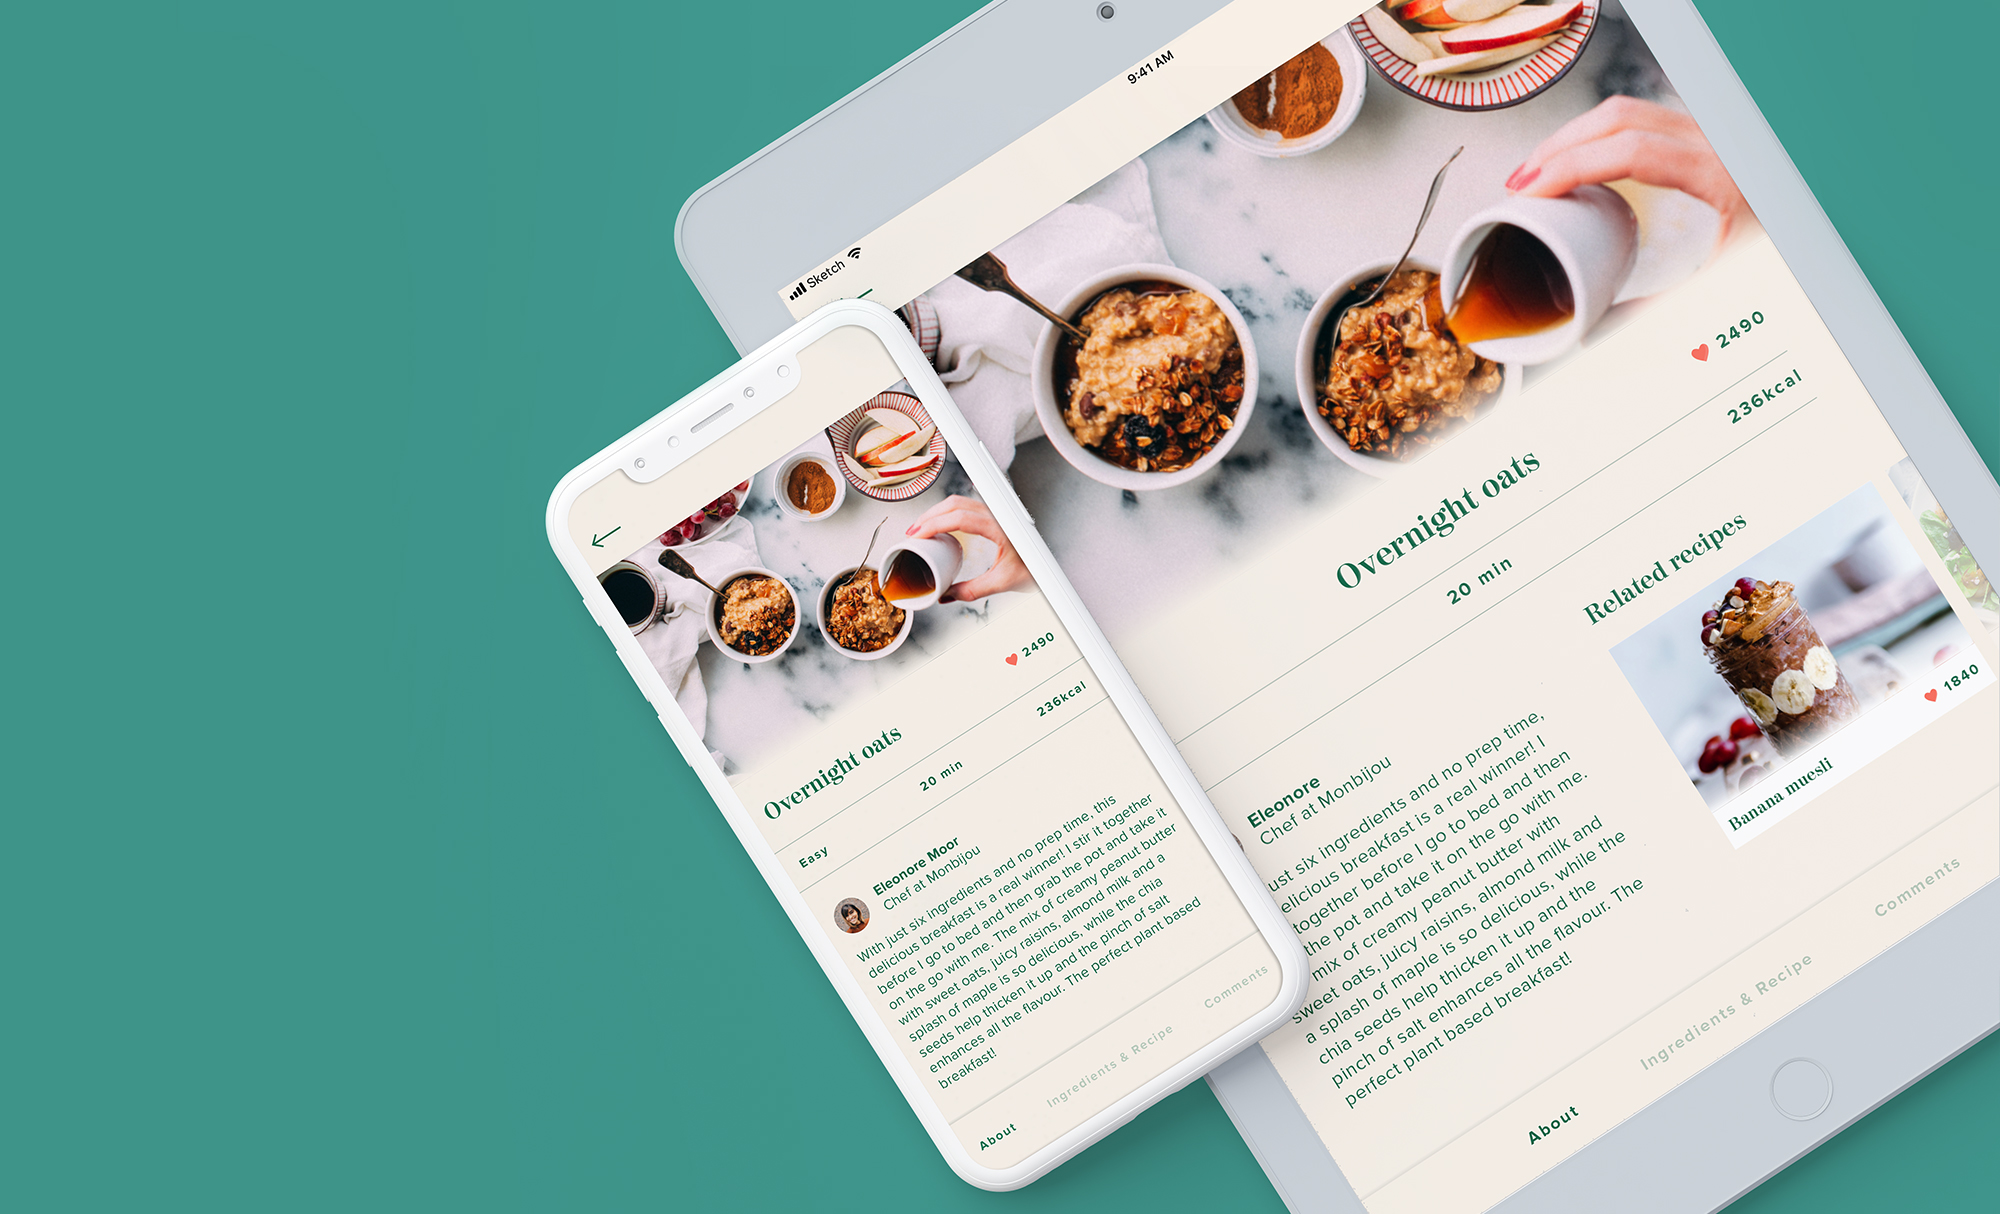 9:41 AM
Sketch
2490
Overnight oats
236kcal
20 min
Related recipes
1840
Banana muesli
Eleonore
Chef at Monbijou
ust six ingredients and no prep time,
elicious breakfast is a real winner! I
together before I go to bed and then
the pot and take it on the go with me.
mix of creamy peanut butter with
sweet oats, juicy raisins, almond milk and
a splash of maple is so delicious, while the
chia seeds help thicken it up and the
pinch of salt enhances all the flavour. The
perfect plant based breakfast!
About
Ingredients & Recipe
Comments
2490
Overnight oats
236kcal
20 min
Easy
Eleonore Moor
Chef at Monbijou
With just six ingredients and no prep time, this
delicious breakfast is a real winner! I stir it together
before I go to bed and then grab the pot and take it
on the go with me. The mix of creamy peanut butter
with sweet oats, juicy raisins, almond milk and a
splash of maple is so delicious, while the chia
seeds help thicken it up and the pinch of salt
enhances all the flavour. The perfect plant based
breakfast!
About
Ingredients & Recipe
Comments